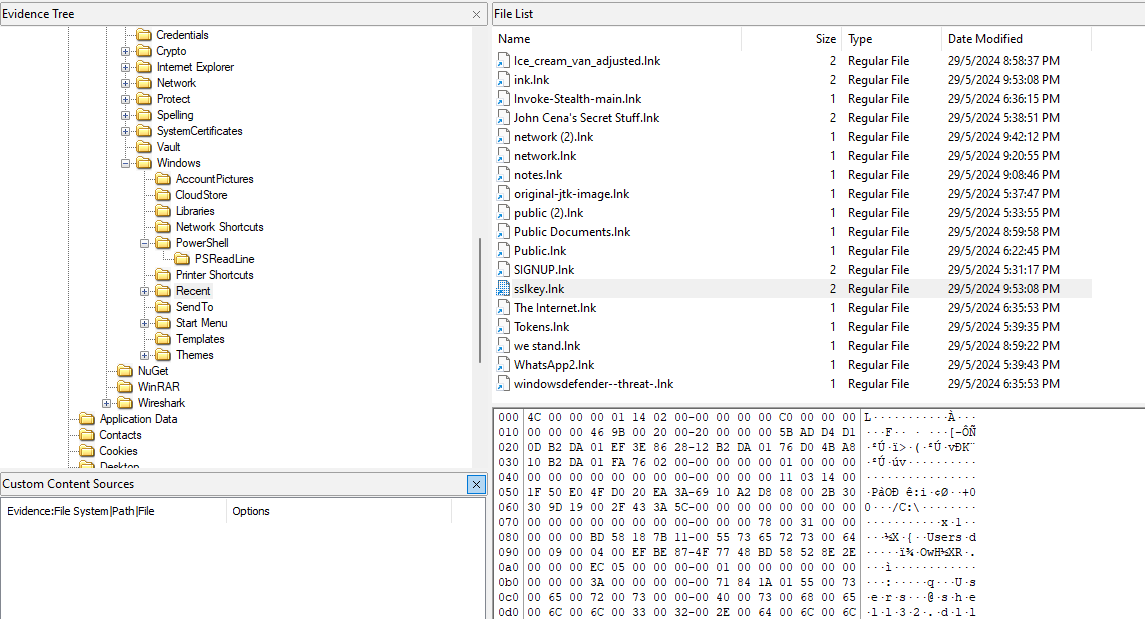 Evidence Tree
Credentials
Crypto
Internet Explorer
Network
Protect
Spelling
SystemCertificates
Vault
Windows
AccountPictures
CloudStore
Libraries
Network Shortcuts
PowerShell
PSReadLine
Printer Shortcuts
Recent
SendTo
Start Menu
Templates
Themes
NuGet
WinRAR
Wireshark
Application Data
Contacts
Cookies
Desktop
Custom Content Sources
Evidence:File System|Path|File Options
File List
Name Size Type Date Modified
Ice_cream_van_adjusted.lnk 2 Regular File 29/5/2024 8:58:37 PM
ink.lnk 2 Regular File 29/5/2024 9:53:08 PM
Invoke-Stealth-main.lnk 1 Regular File 29/5/2024 6:36:15 PM
John Cena's Secret Stuff.lnk 2 Regular File 29/5/2024 5:38:51 PM
network (2).lnk 1 Regular File 29/5/2024 9:42:12 PM
network.lnk 1 Regular File 29/5/2024 9:20:55 PM
notes.lnk 1 Regular File 29/5/2024 9:08:46 PM
original-jtk-image.lnk 1 Regular File 29/5/2024 5:37:47 PM
public (2).lnk 1 Regular File 29/5/2024 5:33:55 PM
Public Documents.lnk 1 Regular File 29/5/2024 8:59:58 PM
Public.lnk 1 Regular File 29/5/2024 6:22:45 PM
SIGNUP.lnk 2 Regular File 29/5/2024 5:31:17 PM
sslkey.lnk 2 Regular File 29/5/2024 9:53:08 PM
The Internet.lnk 1 Regular File 29/5/2024 6:35:53 PM
Tokens.lnk 1 Regular File 29/5/2024 5:39:35 PM
we stand.lnk 1 Regular File 29/5/2024 8:59:22 PM
WhatsApp2.lnk 1 Regular File 29/5/2024 5:39:43 PM
windowsdefender--threat-.lnk 1 Regular File 29/5/2024 6:35:53 PM
000 4C 00 00 00 01 14 02 00-00 00 00 00 C0 00 00 00 L···········À···
010 00 00 00 46 9B 00 20 00-20 00 00 00 5B AD D4 D1 ···F·· · ···[-ÔÑ
020 0D B2 DA 01 EF 3E 86 28-12 B2 DA 01 76 D0 4B A8 ·²Ú·ï>·(·²Ú·vÐK¨
030 10 B2 DA 01 FA 76 02 00-00 00 00 00 01 00 00 00 ·²Ú·úv··········
040 00 00 00 00 00 00 00 00-00 00 00 00 11 03 14 00 ················
050 1F 50 E0 4F D0 20 EA 3A-69 10 A2 D8 08 00 2B 30 ·PàOÐ ê:i·¢Ø··+0
060 30 9D 19 00 2F 43 3A 5C-00 00 00 00 00 00 00 00 0···/C:\········
070 00 00 00 00 00 00 00 00-00 00 00 78 00 31 00 00 ···········x·1··
080 00 00 00 BD 58 18 7B 11-00 55 73 65 72 73 00 64 ···½X·{··Users·d
090 00 09 00 04 00 EF BE 87-4F 77 48 BD 58 52 8E 2E ·····ï¾·OwH½XR·.
0a0 00 00 00 EC 05 00 00 00-00 01 00 00 00 00 00 00 ···ì············
0b0 00 00 00 3A 00 00 00 00-00 71 84 1A 01 55 00 73 ···:·····q···U·s
0c0 00 65 00 72 00 73 00 00-00 40 00 73 00 68 00 65 ·e·r·s···@·s·h·e
0d0 00 6C 00 6C 00 33 00 32-00 2E 00 64 00 6C 00 6C ·l·l·3·2·.·d·l·l